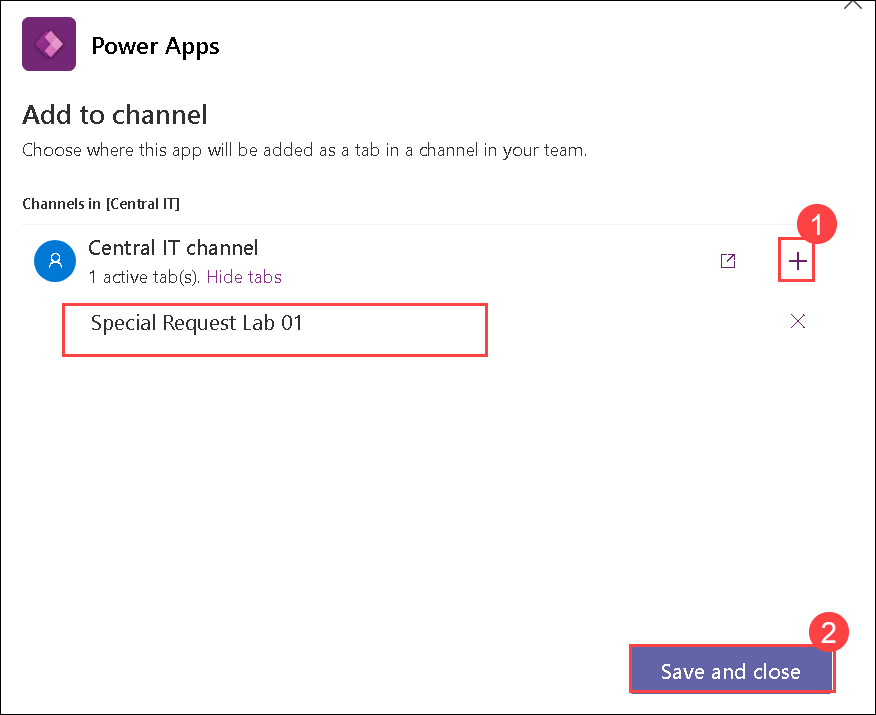 Power Apps
Add to channel
Choose where this app will be added as a tab in a channel in your team.
Channels in [Central IT]
1
Central IT channel
1 active tab(s). Hide tabs
Special Request Lab 01
2
Save and close